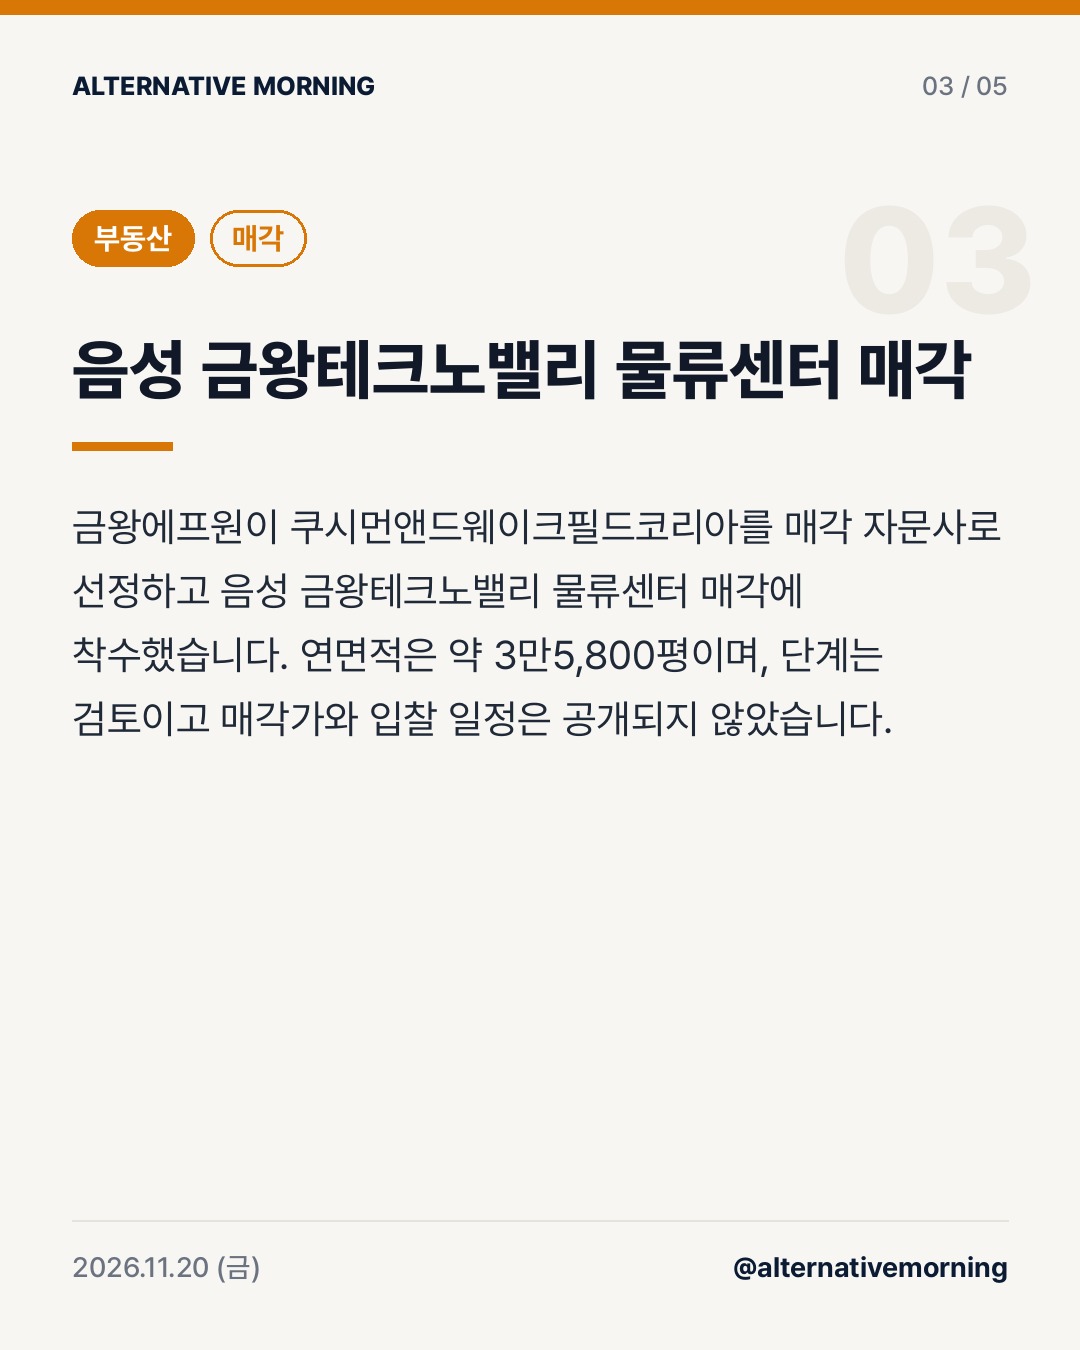 ALTERNATIVE MORNING
03 / 05
부동산
매각
03
음성 금왕테크노밸리 물류센터 매각
금왕에프원이 쿠시먼앤드웨이크필드코리아를 매각 자문사로
선정하고 음성 금왕테크노밸리 물류센터 매각에
착수했습니다. 연면적은 약 3만5,800평이며, 단계는
검토이고 매각가와 입찰 일정은 공개되지 않았습니다.
2026.11.20 (금)
@alternativemorning